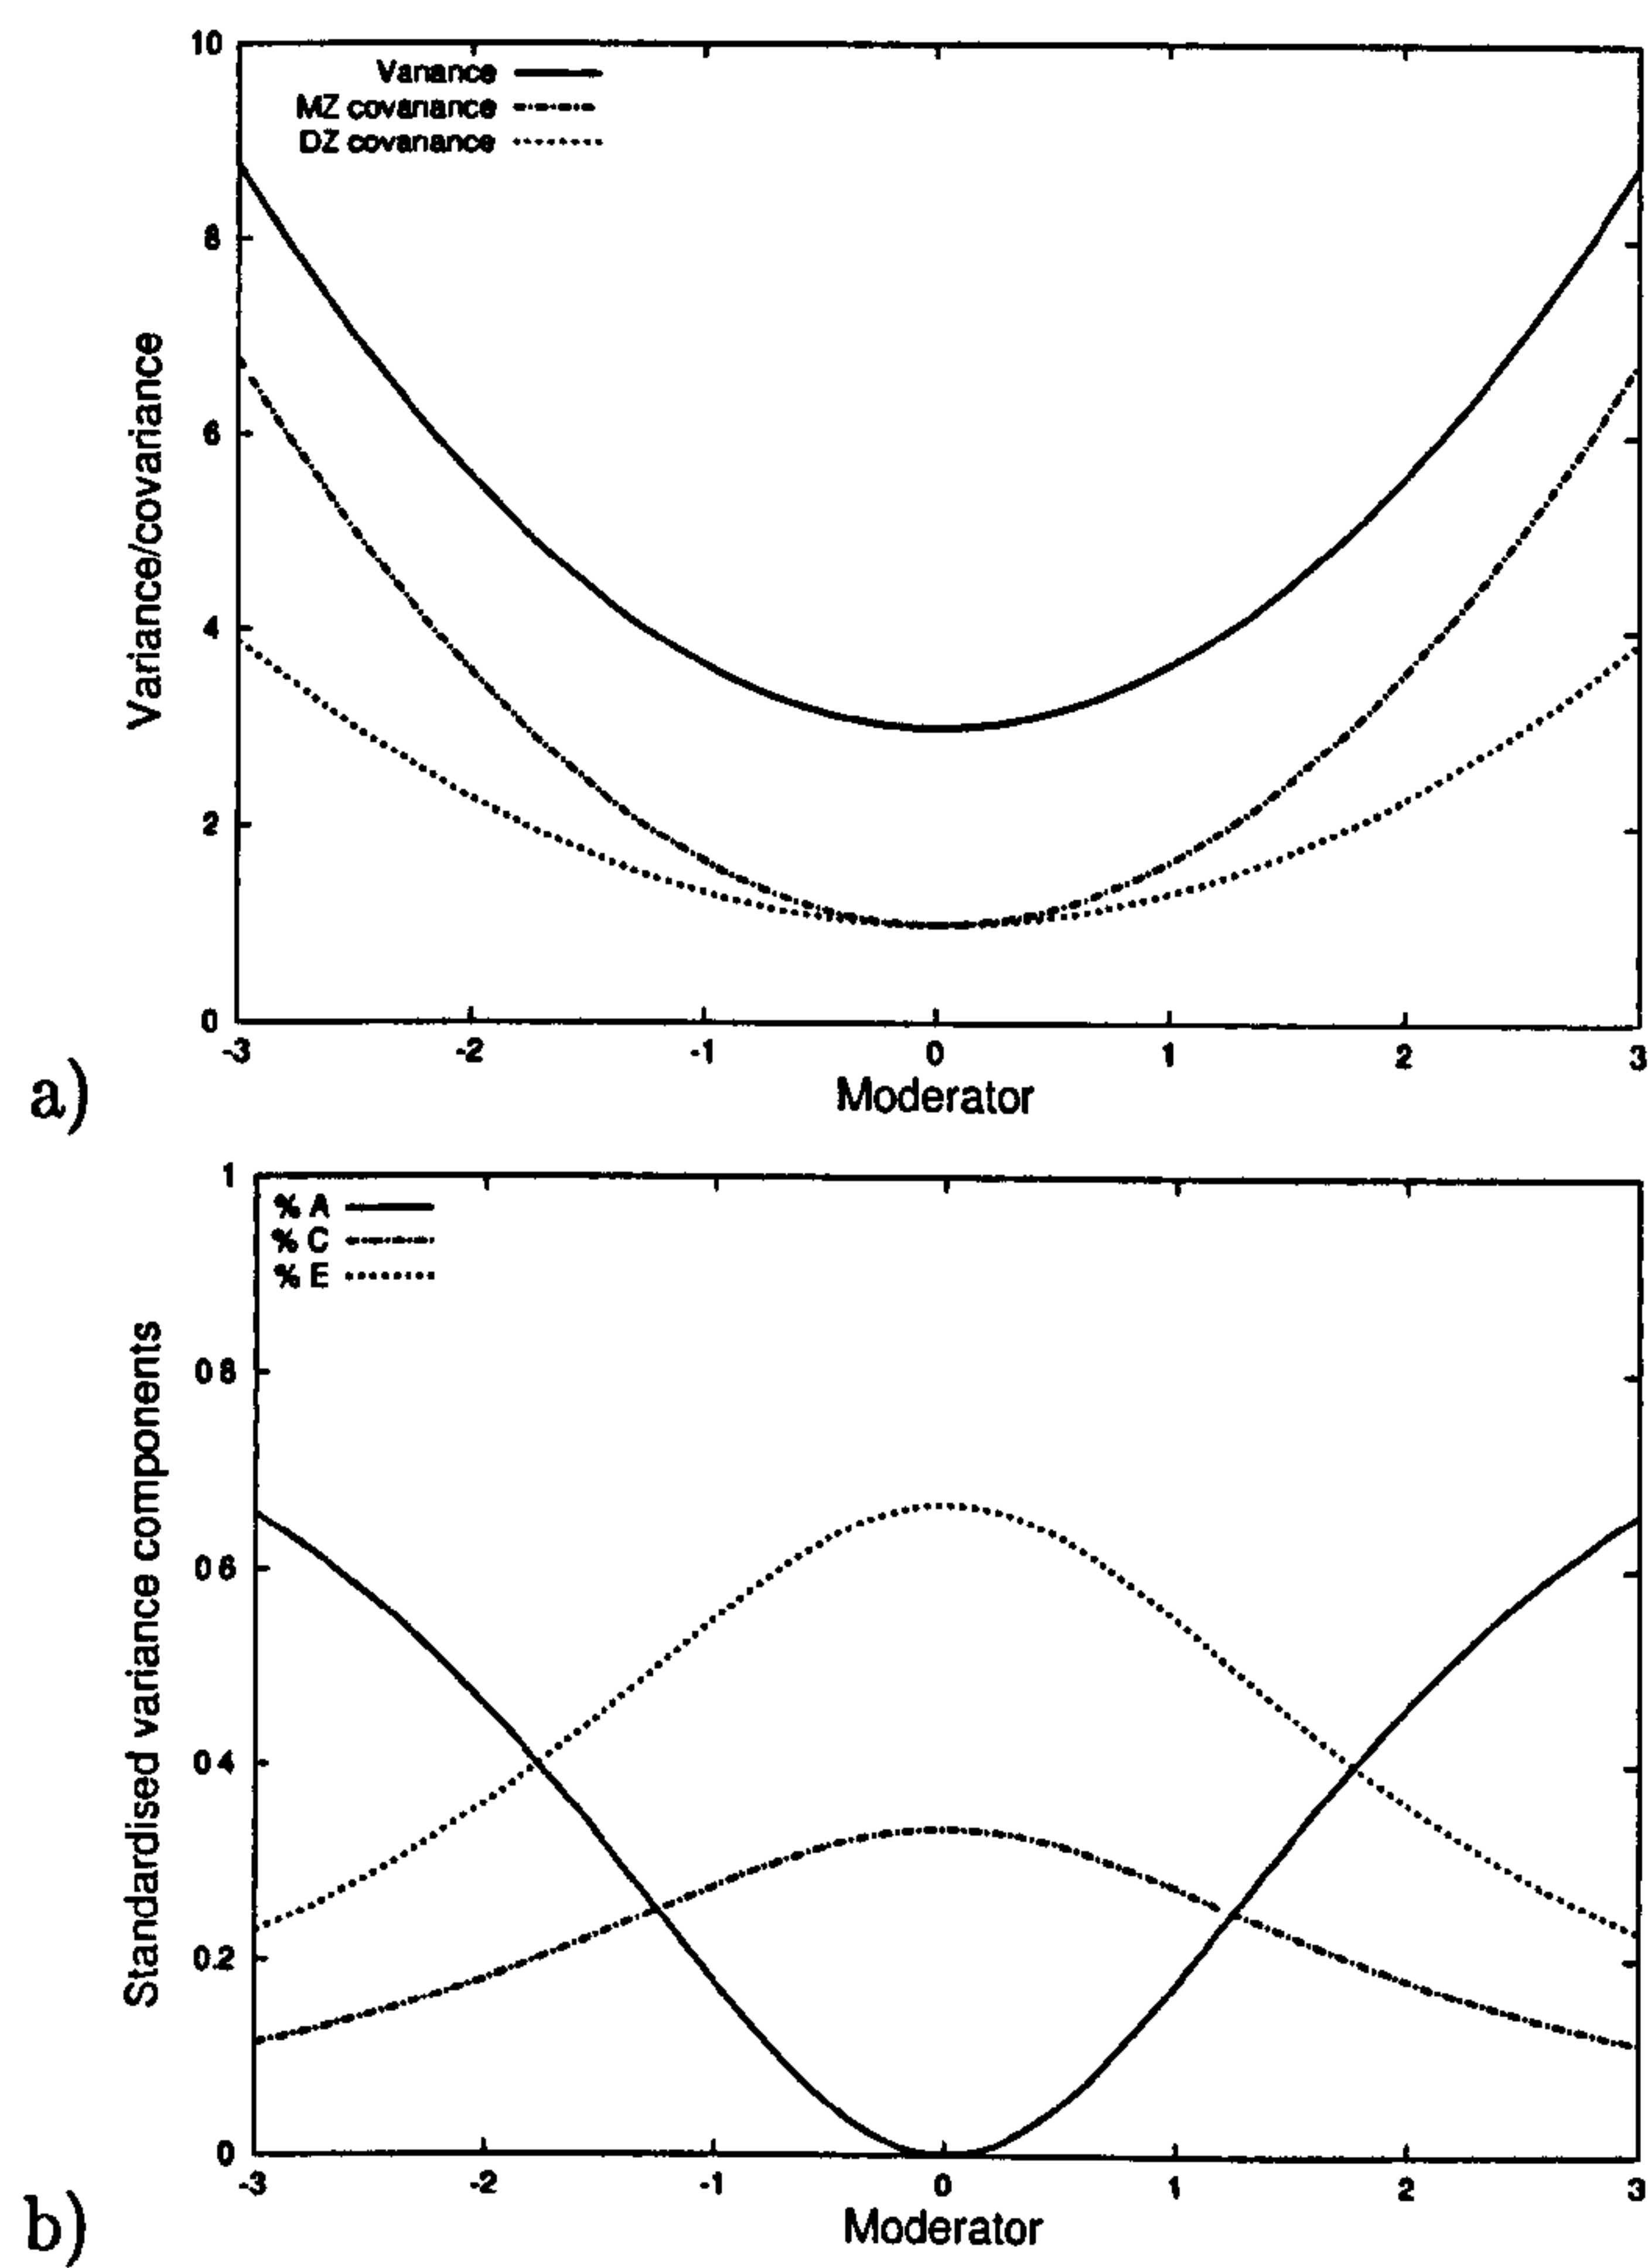 10
Vanance
MZ covanance
DZ covanance
8
6
4
2
0
Variance/covariance
-3 -2 -1 0 1 2 3
Moderator
a)
1
% A
% C
% E
0 8
0 6
0 4
0.2
0
Standardised variance components
-3 -2 -1 0 1 2 3
Moderator
b)